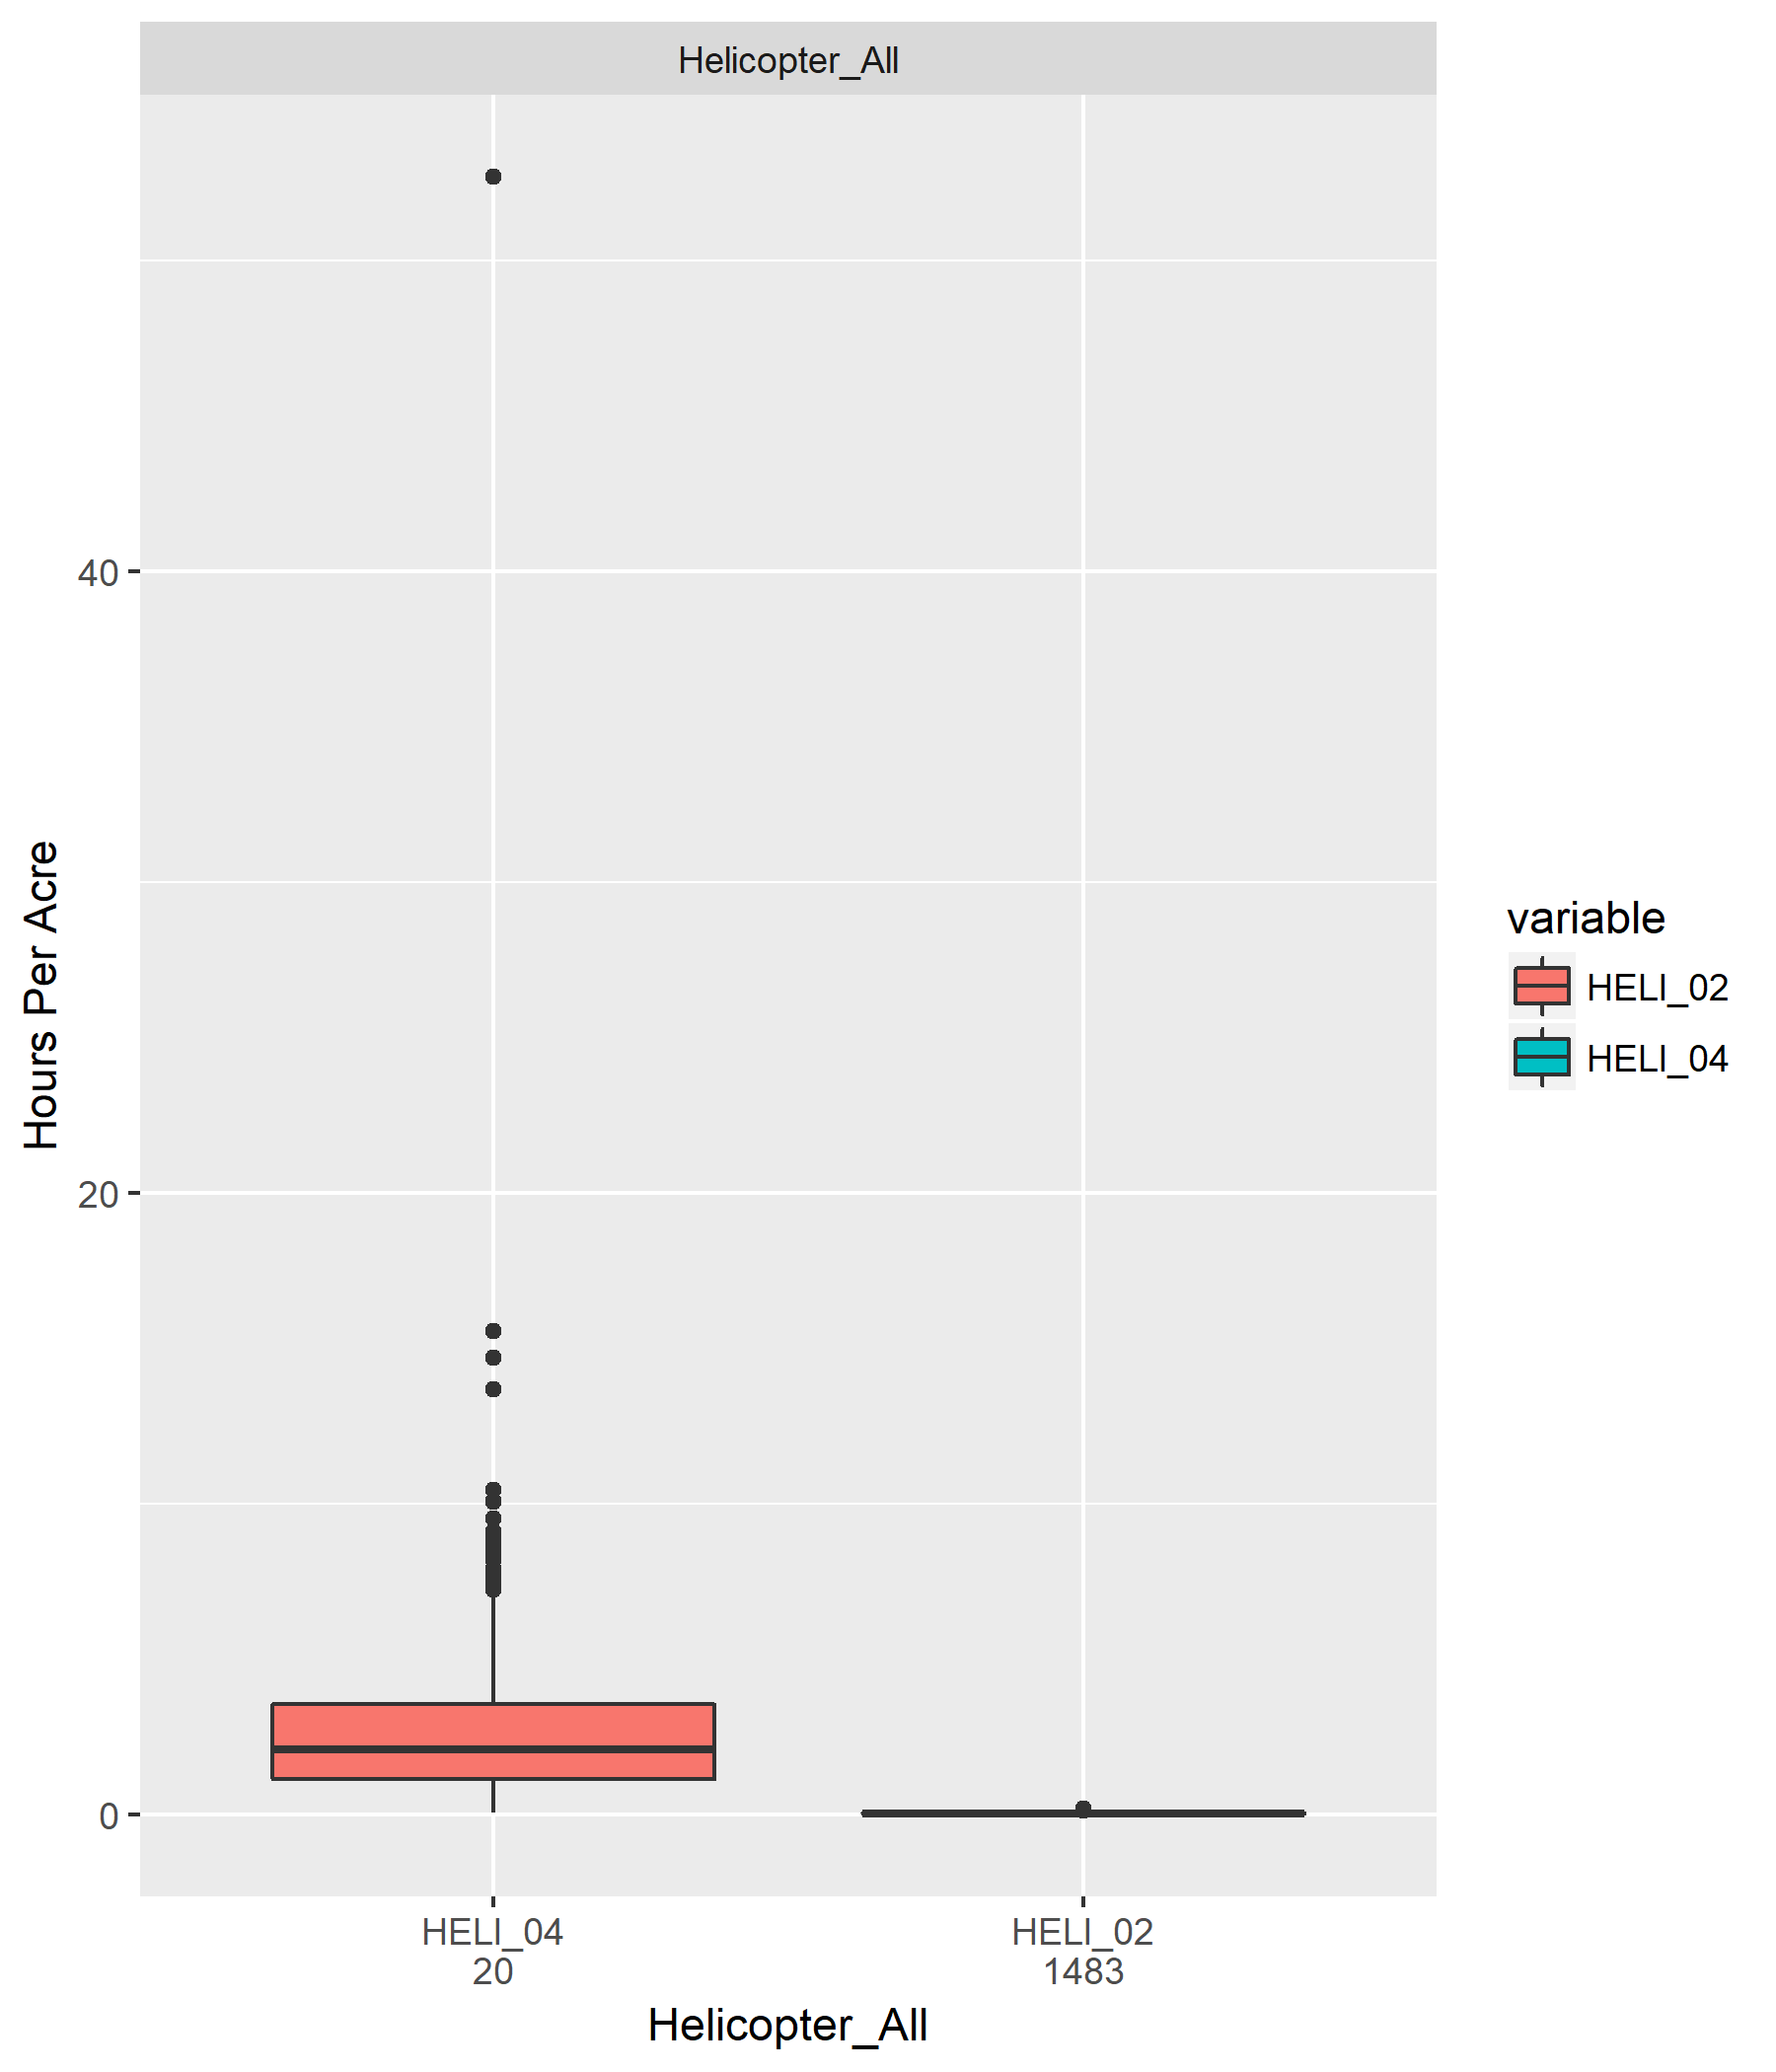 Helicopter_All
40
20
0
Hours Per Acre
HELI_04
20
HELI_02
1483
Helicopter_All
variable
HELI_02
HELI_04